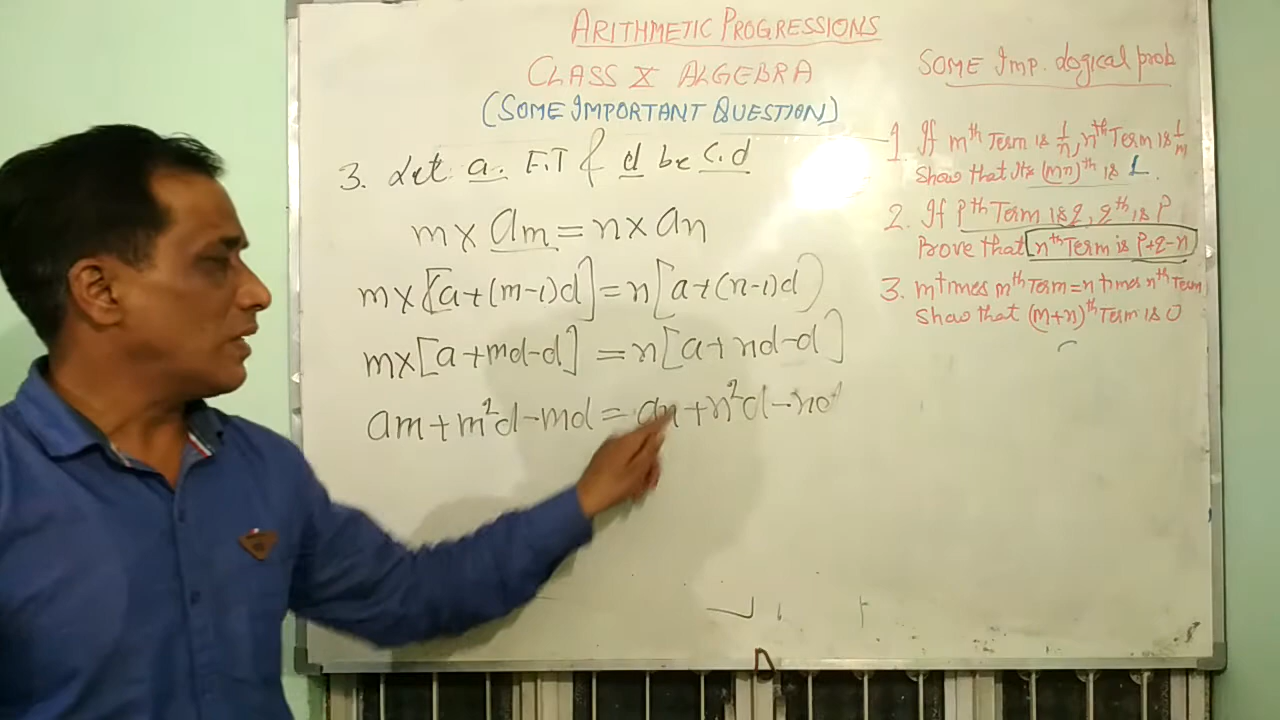 ARITHMETIC PROGRESSIONS
CLASS X ALGEBRA
(SOME IMPORTANT QUESTION)
3. Let a. F.T & d be C.d
m× am = n× an
m×[a+(m-1)d] = n[a+(n-1)d)
m×[a+md-d] = n[a+nd-d]
am+m²d-md = an+n²d-nd
SOME Imp. logical prob
1. If mth Term is 1/n, nth Term is 1/m
Show that Its (mn)th is 1.
2. If Pth Term is q, qth is P
Prove that nth Term is P+q-n
3. m times mth Term = n times nth Term
Show that (m+n)th Term is 0